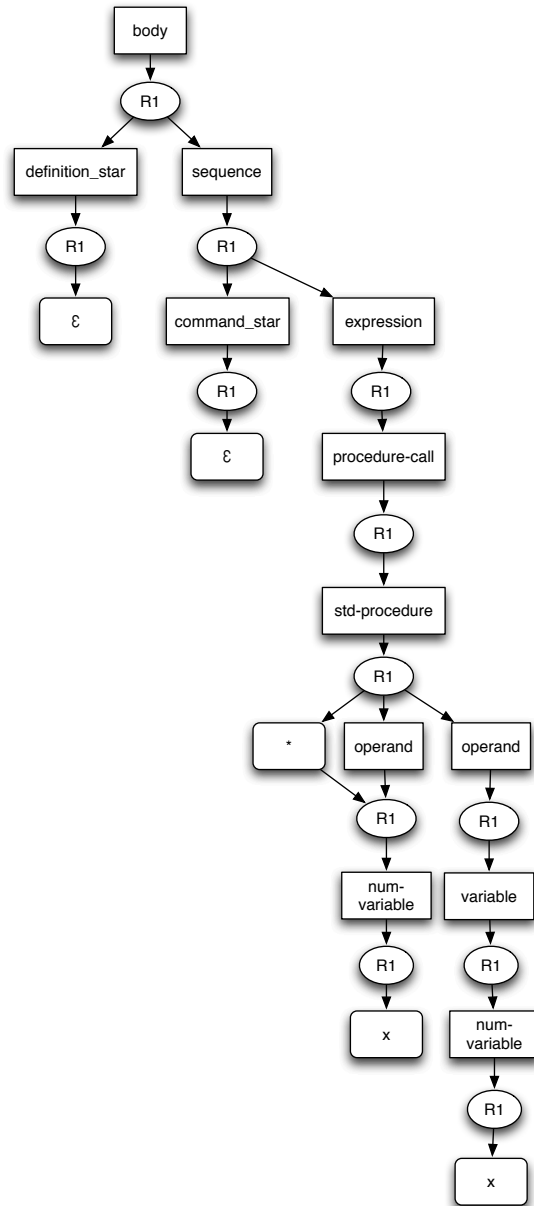 body
R1
definition_star
sequence
R1
R1
ε
command_star
expression
R1
R1
ε
procedure-call
R1
std-procedure
R1
*
operand
operand
R1
R1
num-
variable
variable
R1
R1
x
num-
variable
R1
x